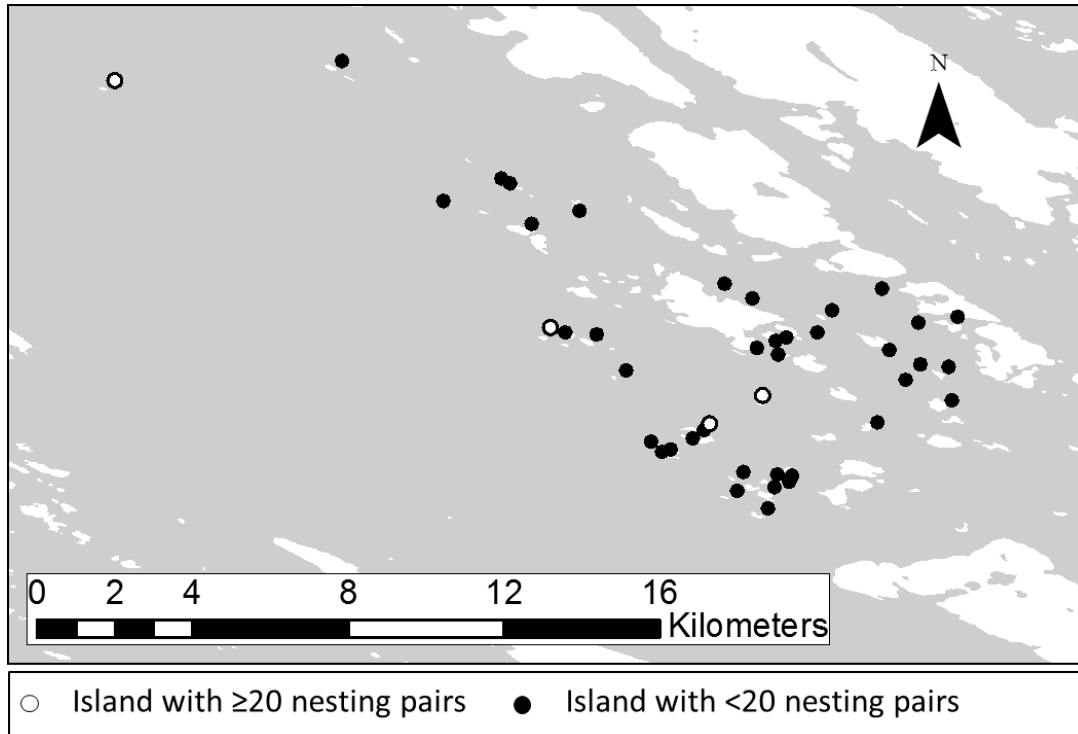 N
0 2 4 8 12 16
Kilometers
Island with ≥20 nesting pairs Island with <20 nesting pairs